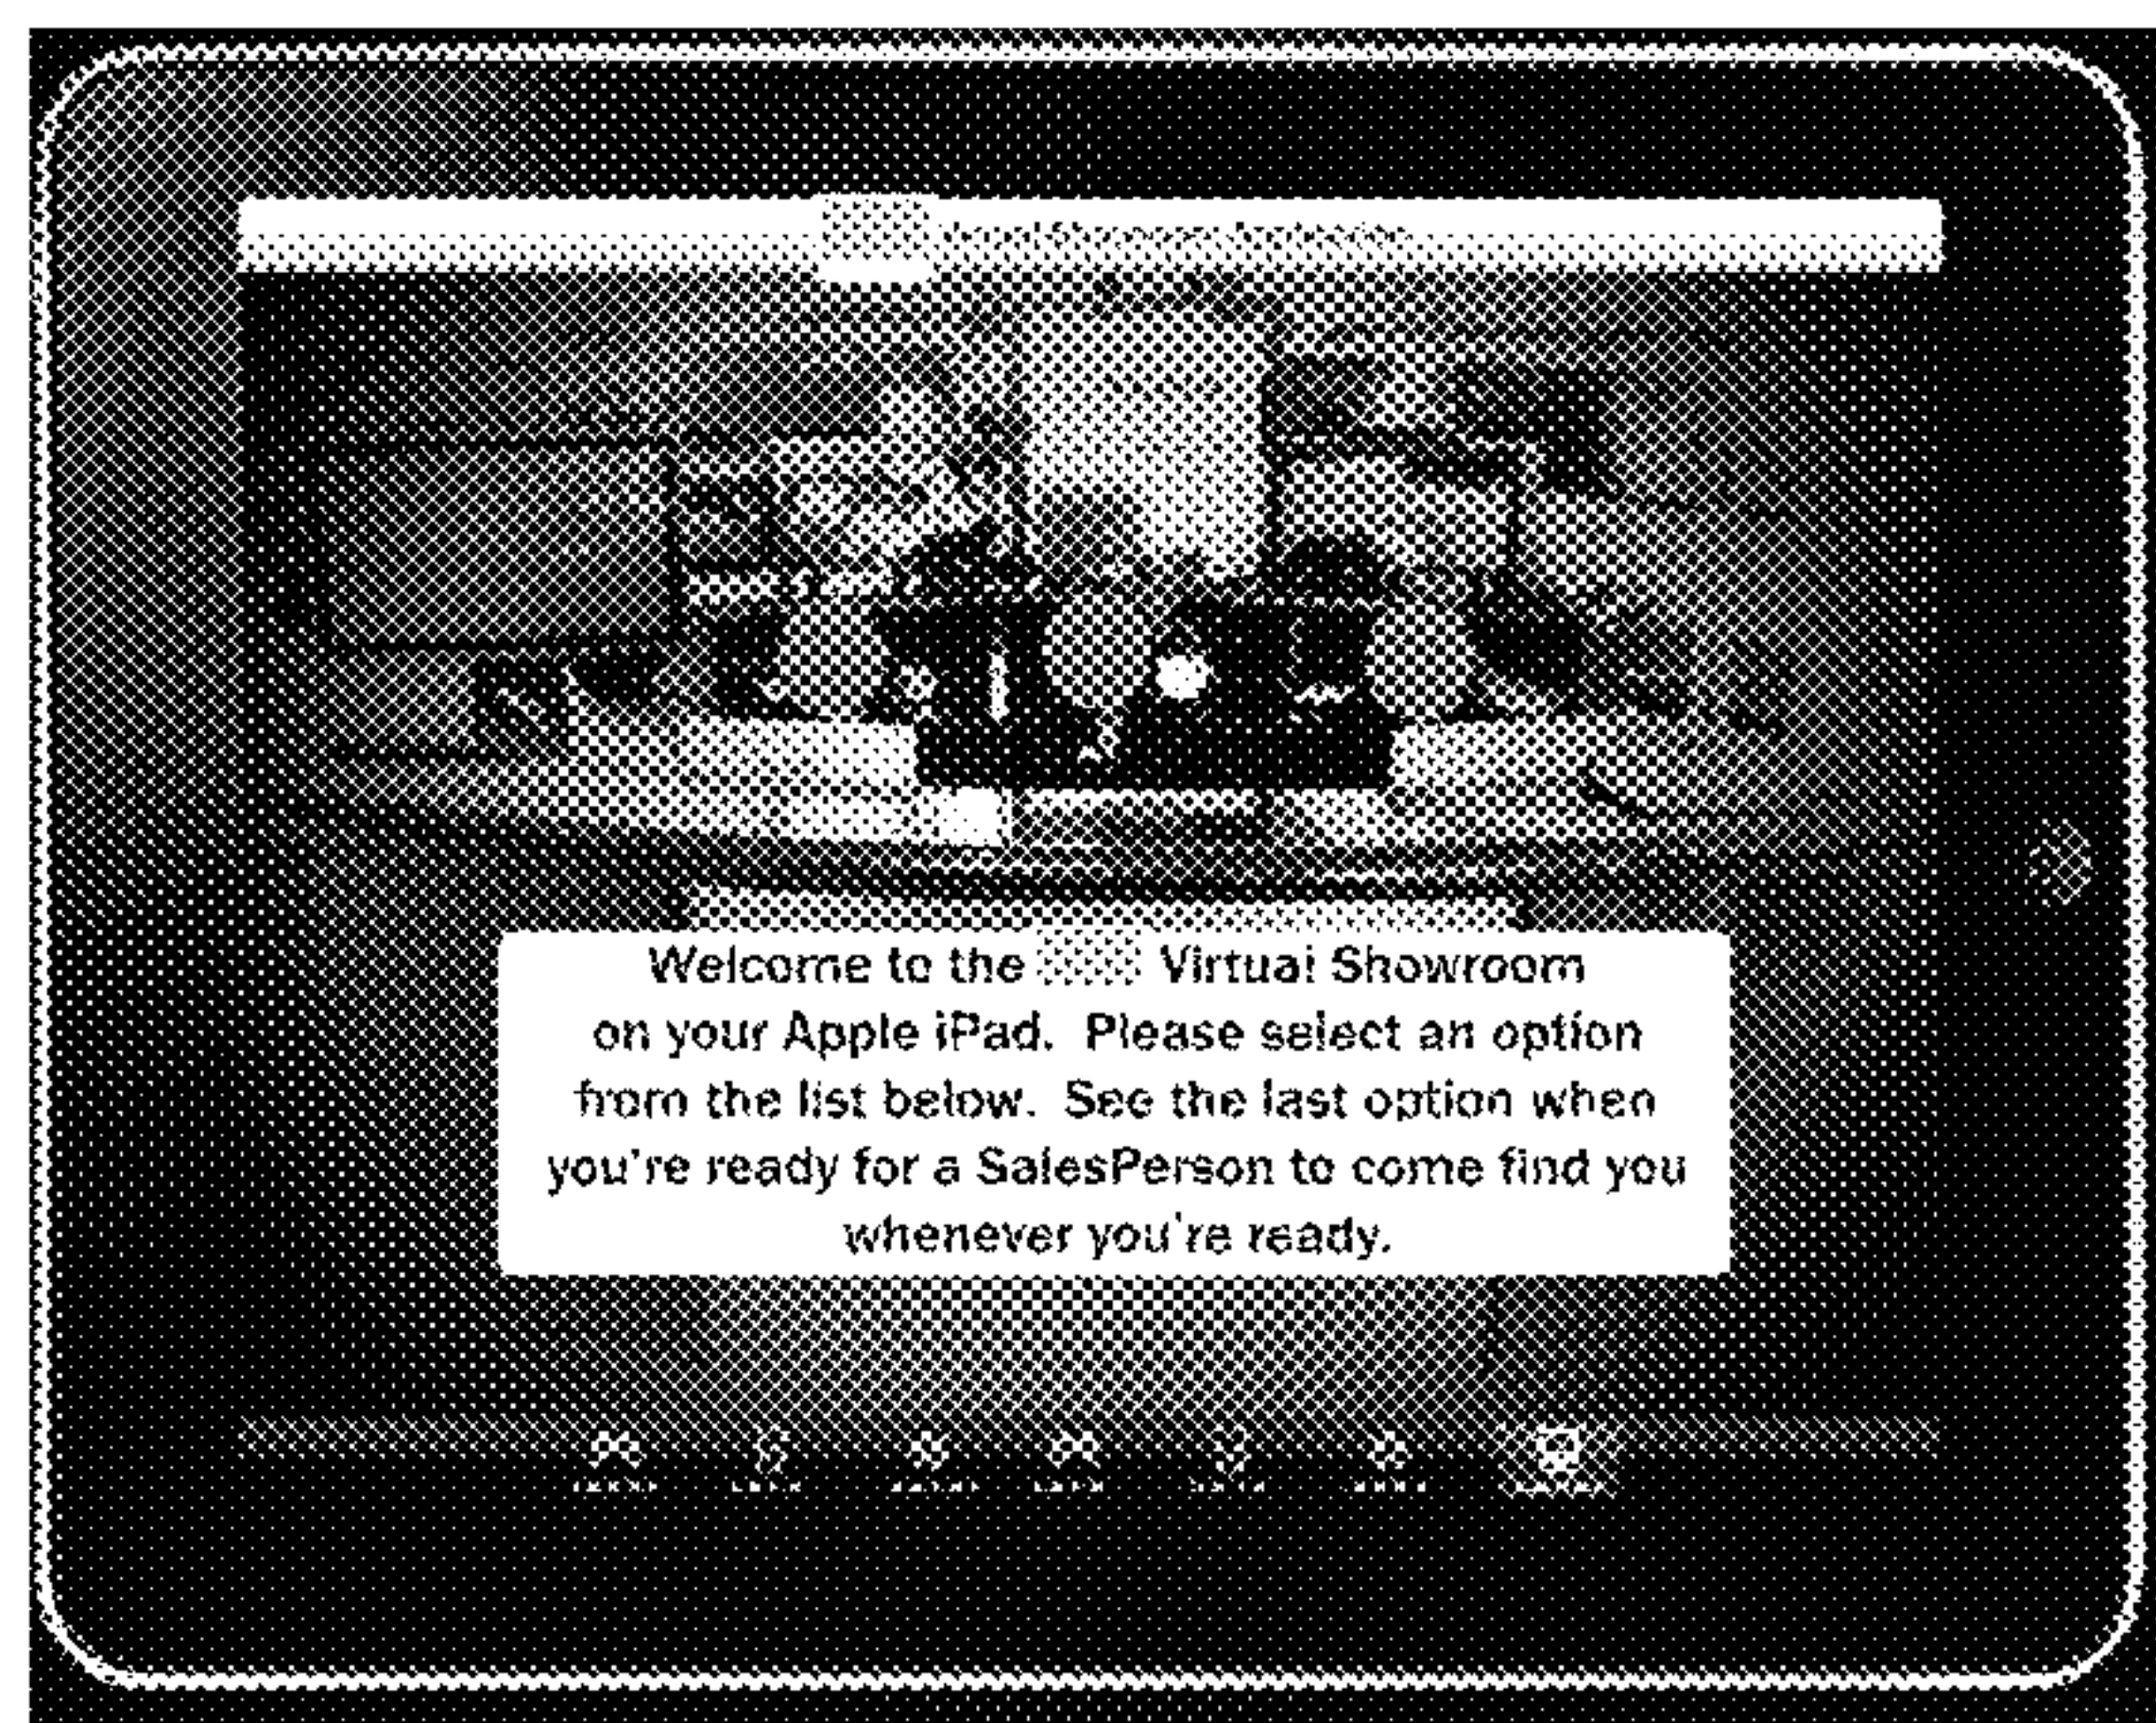 Welcome to the Virtual Showroom
on your Apple iPad. Please select an option
from the list below. See the last option when
you're ready for a SalesPerson to come find you
whenever you're ready.